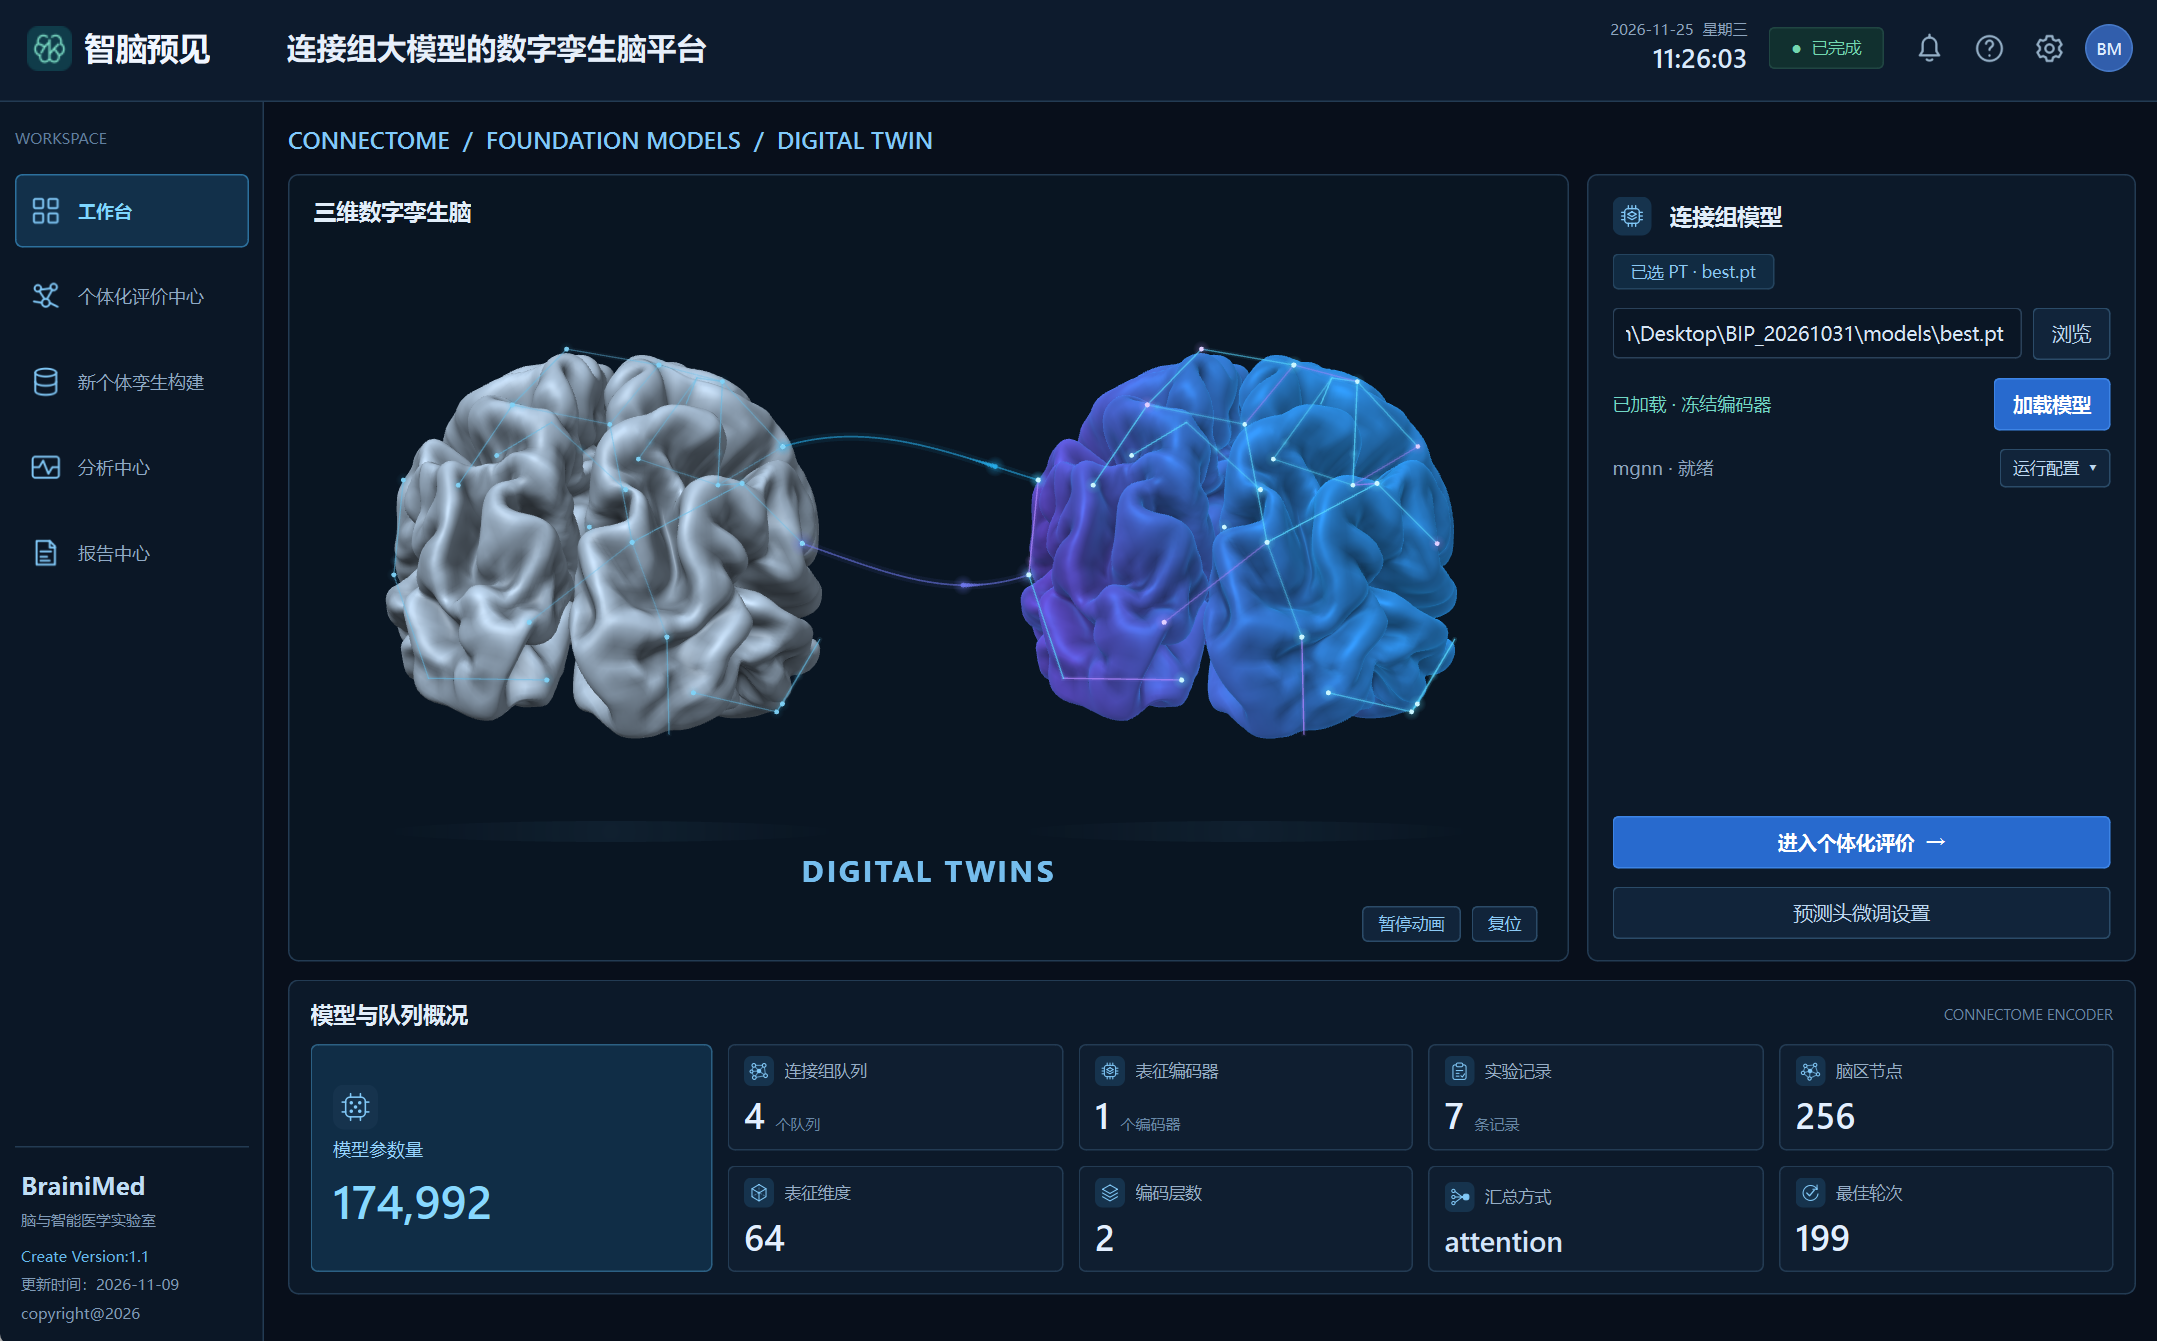 智脑预见
连接组大模型的数字孪生脑平台
2026-11-25 星期三
11:26:03
已完成
BM
WORKSPACE
工作台
个体化评价中心
新个体孪生构建
分析中心
报告中心
BrainiMed
脑与智能医学实验室
Create Version:1.1
更新时间：2026-11-09
copyright@2026
CONNECTOME / FOUNDATION MODELS / DIGITAL TWIN
三维数字孪生脑
DIGITAL TWINS
暂停动画
复位
连接组模型
已选 PT · best.pt
\Desktop\BIP_20261031\models\best.pt
浏览
已加载 · 冻结编码器
加载模型
mgnn · 就绪
运行配置 ▾
进入个体化评价 →
预测头微调设置
模型与队列概况
CONNECTOME ENCODER
模型参数量
174,992
连接组队列
4 个队列
表征编码器
1 个编码器
实验记录
7 条记录
脑区节点
256
表征维度
64
编码层数
2
汇总方式
attention
最佳轮次
199